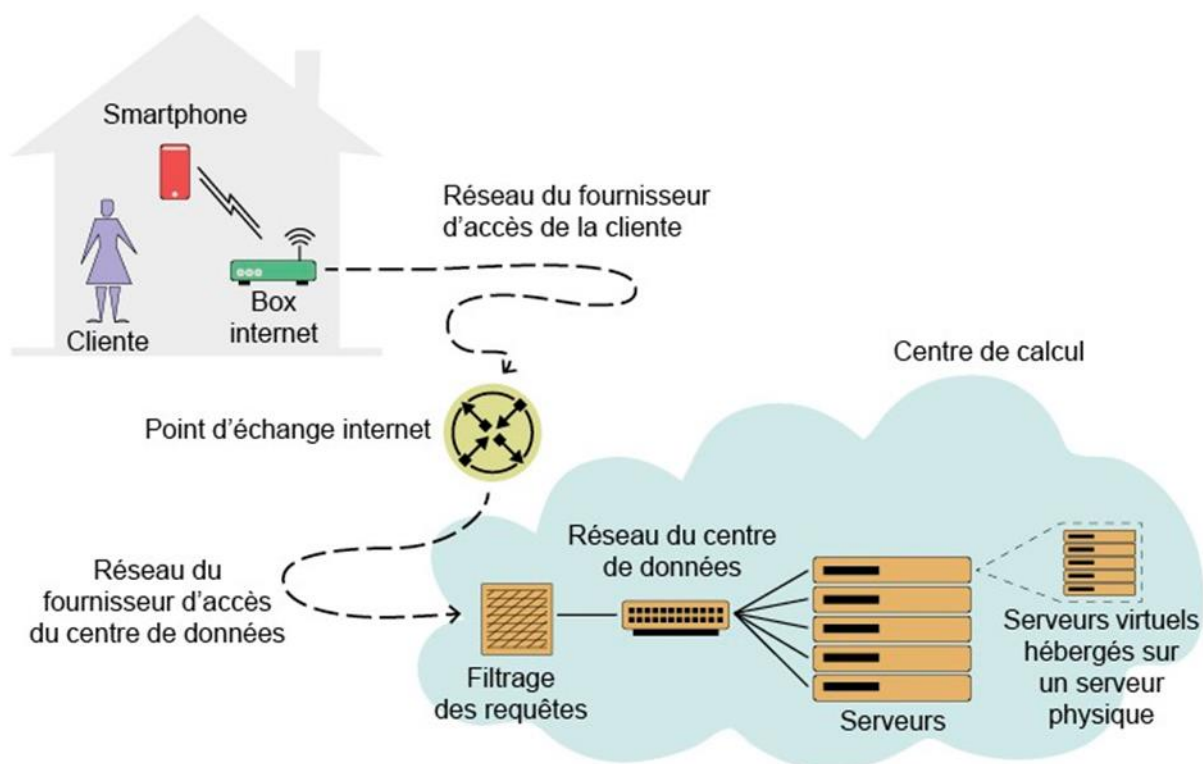 Smartphone
Cliente
Box
internet
Réseau du fournisseur
d’accès de la cliente
Point d’échange internet
Centre de calcul
Réseau du
fournisseur d’accès
du centre de données
Filtrage
des requêtes
Réseau du centre
de données
Serveurs
Serveurs virtuels
hébergés sur
un serveur
physique